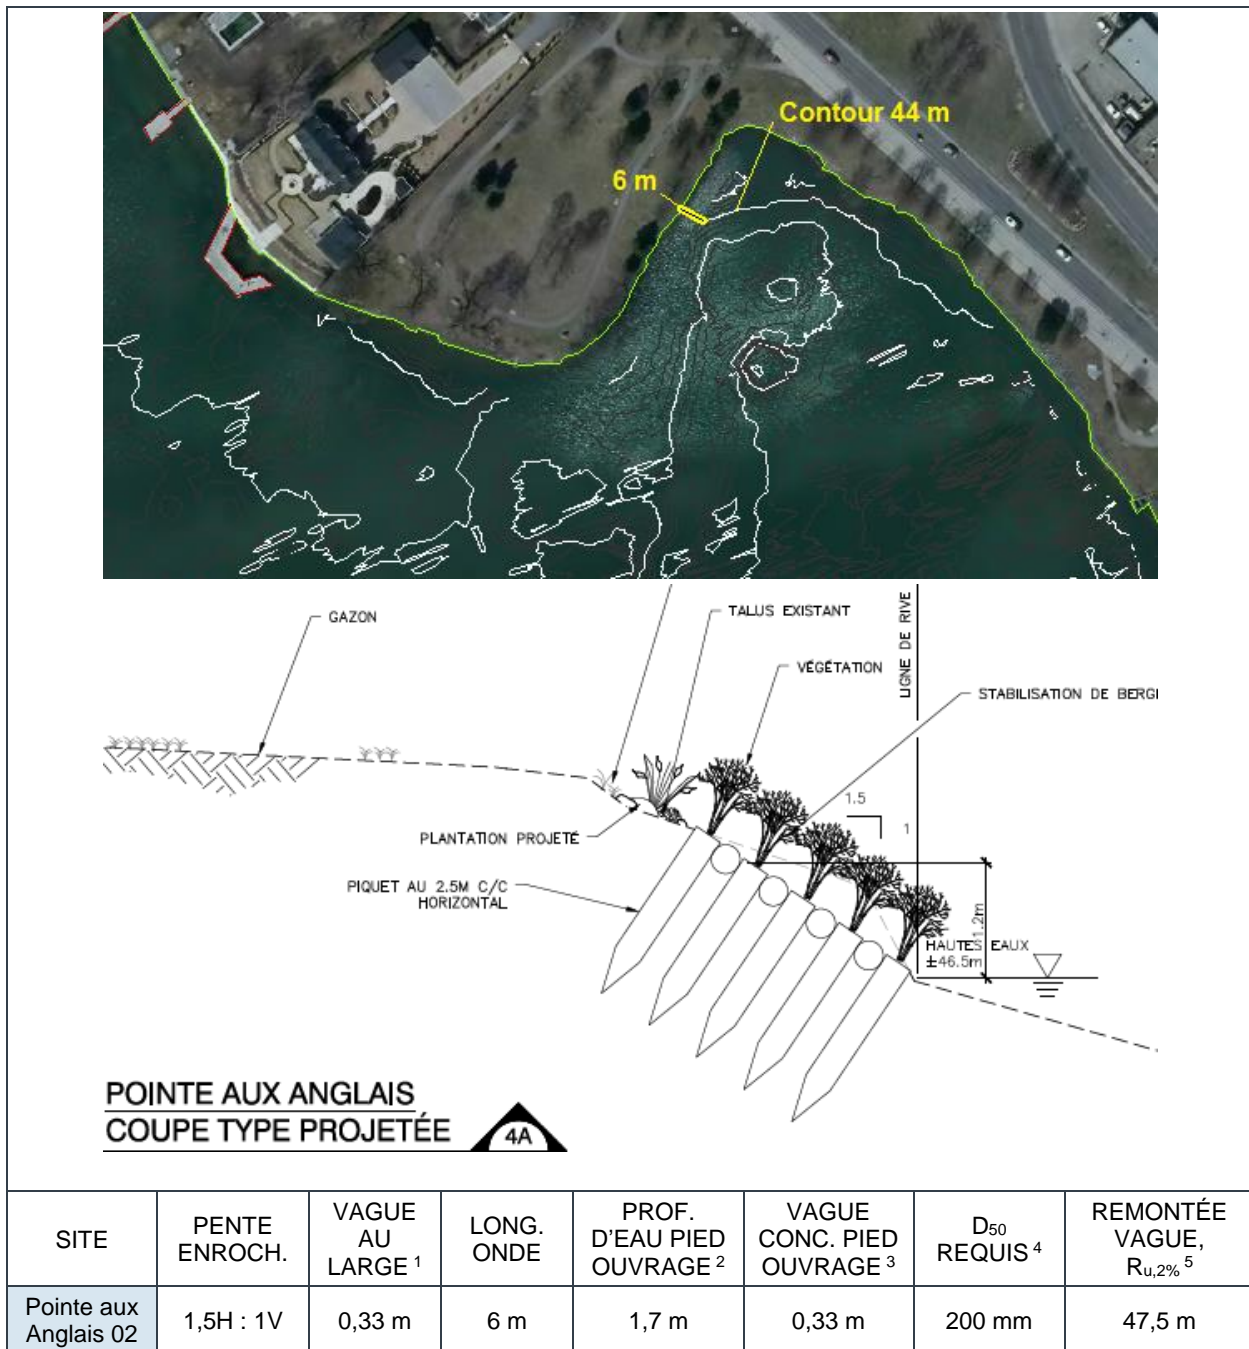 Contour 44 m
6 m
GAZON
TALUS EXISTANT
VÉGÉTATION
LIGNE DE RIVE
STABILISATION DE BERG
1.5
1
PLANTATION PROJETÉ
PIQUET AU 2.5M C/C
HORIZONTAL
1.2m
HAUTES EAUX
±46.5m
POINTE AUX ANGLAIS
COUPE TYPE PROJETÉE
4A
SITE
PENTE
ENROCH.
VAGUE
AU
LARGE 1
LONG.
ONDE
PROF.
D'EAU PIED
OUVRAGE 2
VAGUE
CONC. PIED
OUVRAGE 3
D50
REQUIS 4
REMONTÉE
VAGUE,
Ru,2% 5
Pointe aux
Anglais 02
1,5H : 1V
0,33 m
6 m
1,7 m
0,33 m
200 mm
47,5 m